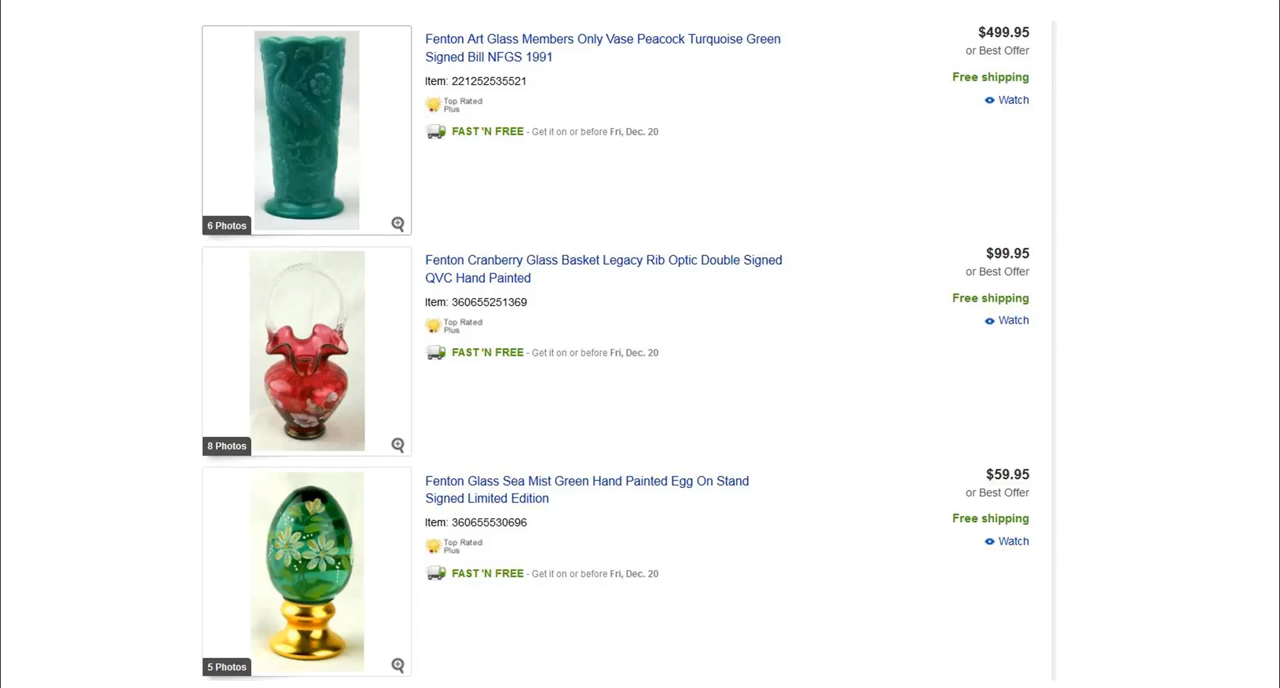 Fenton Art Glass Members Only Vase Peacock Turquoise Green
Signed Bill NFGS 1991
$499.95
or Best Offer
Item: 221252535521
Free shipping
Top Rated
Plus
Watch
FAST 'N FREE - Get it on or before Fri, Dec. 20
6 Photos
Fenton Cranberry Glass Basket Legacy Rib Optic Double Signed
QVC Hand Painted
$99.95
or Best Offer
Item: 360655251369
Free shipping
Top Rated
Plus
Watch
FAST 'N FREE - Get it on or before Fri, Dec. 20
8 Photos
Fenton Glass Sea Mist Green Hand Painted Egg On Stand
Signed Limited Edition
$59.95
or Best Offer
Item: 360655530696
Free shipping
Top Rated
Plus
Watch
FAST 'N FREE - Get it on or before Fri, Dec. 20
5 Photos